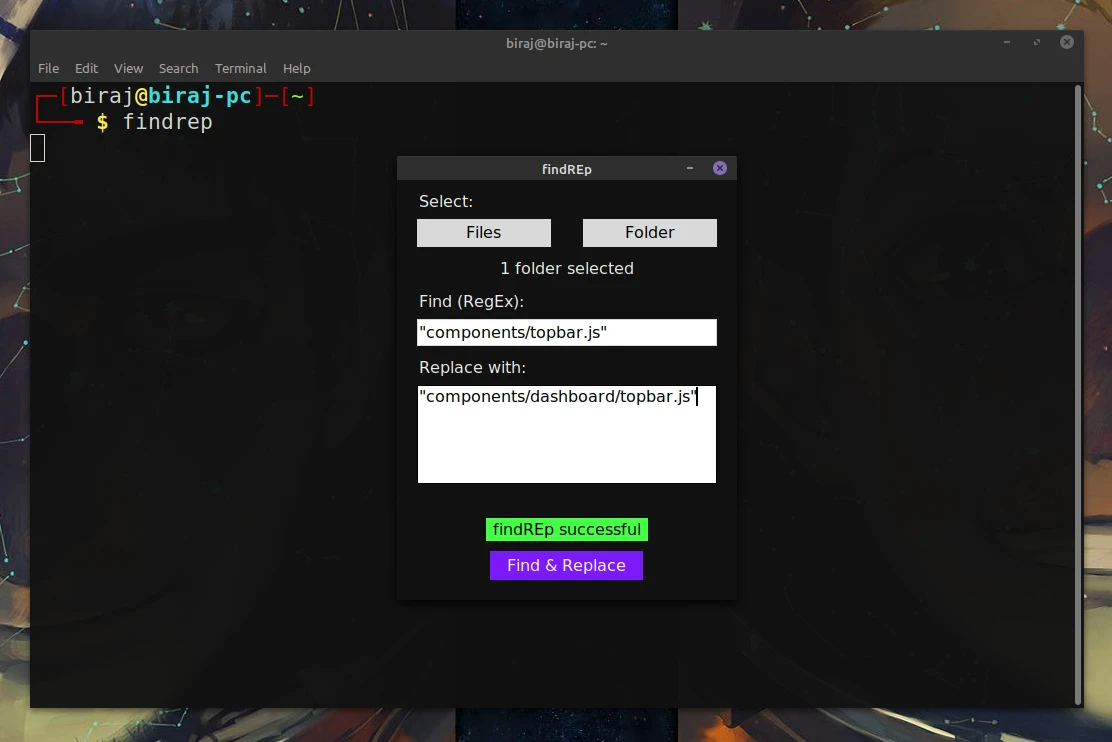 biraj@biraj-pc: ~
File Edit View Search Terminal Help
[biraj@biraj-pc]─[~]
$ findrep
findREp
Select:
Files Folder
1 folder selected
Find (RegEx):
"components/topbar.js"
Replace with:
"components/dashboard/topbar.js"
findREp successful
Find & Replace